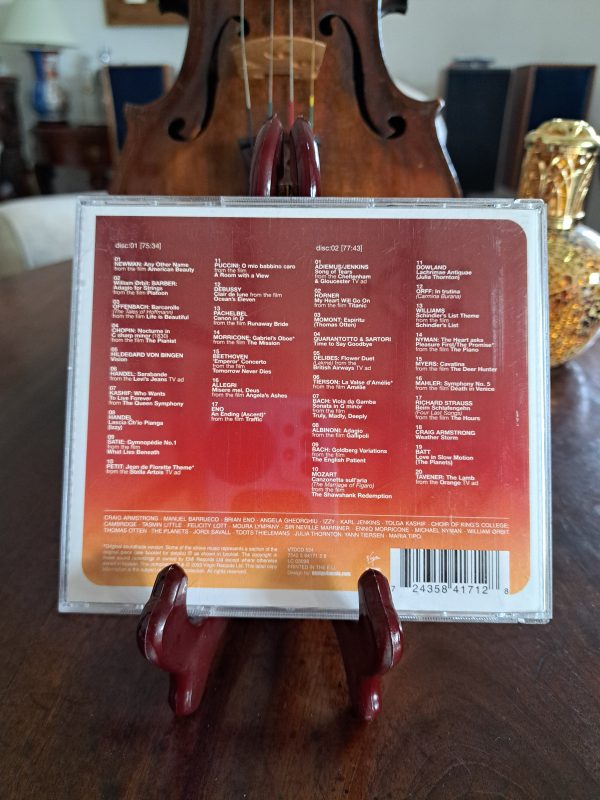 disc:01 [75:34]
01
NEWMAN: Any Other Name
from the film American Beauty
02
William Orbit: BARBER:
Adagio for Strings
from the film Platoon
03
OFFENBACH: Barcarolle
(The Tales of Hoffmann)
from the film Life is Beautiful
04
CHOPIN: Nocturne in
C sharp minor (1830)
from the film The Pianist
05
HILDEGARD VON BINGEN
Vision
06
HANDEL: Sarabande
from the Levi's Jeans TV ad
07
KASHIF: Who Wants
To Live Forever
from The Queen Symphony
08
HANDEL
Lascia Ch'io Pianga
(Izzy)
09
SATIE: Gymnopédie No.1
from the film
What Lies Beneath
10
PETIT: Jean de Florette Theme*
from the Stella Artois TV ad
11
PUCCINI: O mio babbino caro
from the film
A Room with a View
12
DEBUSSY
Clair de lune from the film
Ocean's Eleven
13
PACHELBEL
Canon in D
from the film Runaway Bride
14
MORRICONE: Gabriel's Oboe*
from the film The Mission
15
BEETHOVEN
"Emperor" Concerto
from the film
Tomorrow Never Dies
16
ALLEGRI
Misere mei, Deus
from the film Angela's Ashes
17
ENO
An Ending (Ascent)*
from the film Traffic
disc:02 [77:43]
01
ADIEMUS/JENKINS
Song of Tears
from the Cheltenham
& Gloucester TV ad
02
HORNER
My Heart Will Go On
from the film Titanic
03
MOMONT: Espiritu
(Thomas Otten)
04
QUARANTOTTO & SARTORI
Time to Say Goodbye
05
DELIBES: Flower Duet
(Lakmé) from the
British Airways TV ad
06
TIERSON: La Valse d'Amélie*
from the film Amélie
07
BACH: Viola da Gamba
Sonata in G minor
from the film
Truly, Madly, Deeply
08
ALBINONI: Adagio
from the film Gallipoli
09
BACH: Goldberg Variations
from the film
The English Patient
10
MOZART
Canzonetta sull'aria
(The Marriage of Figaro)
from the film
The Shawshank Redemption
11
DOWLAND
Lachrimae Antiquae
(Julia Thornton)
12
ORFF: In trutina
(Carmina Burana)
13
WILLIAMS
Schindler's List Theme
from the film
Schindler's List
14
NYMAN: The Heart asks
Pleasure First/The Promise*
from the film The Piano
15
MYERS: Cavatina
from the film The Deer Hunter
16
MAHLER: Symphony No. 5
from the film Death in Venice
17
RICHARD STRAUSS
Beim Schlafengehn
(Four Last Songs)
from the film The Hours
18
CRAIG ARMSTRONG
Weather Storm
19
BATT
Love in Slow Motion
(The Planets)
20
TAVENER: The Lamb
from the Orange TV ad
CRAIG ARMSTRONG - MANUEL BARRUECO - BRIAN ENO - ANGELA GHEORGHIU - IZZY - KARL JENKINS - TOLGA KASHIF - CHOIR OF KING'S COLLEGE,
CAMBRIDGE - TASMIN LITTLE - FELICITY LOTT - MOURA LYMPANY - SIR NEVILLE MARRINER - ENNIO MORRICONE - MICHAEL NYMAN - WILLIAM ORBIT
THOMAS OTTEN - THE PLANETS - JORDI SAVALL - TOOTS THIELEMANS - JULIA THORNTON - YANN TIERSEN - MARIA TIPO
*Original soundtrack version.
VTDCD 524
LC 03098
PRINTED IN THE E.U.
Virgin
7 24358 41712 8